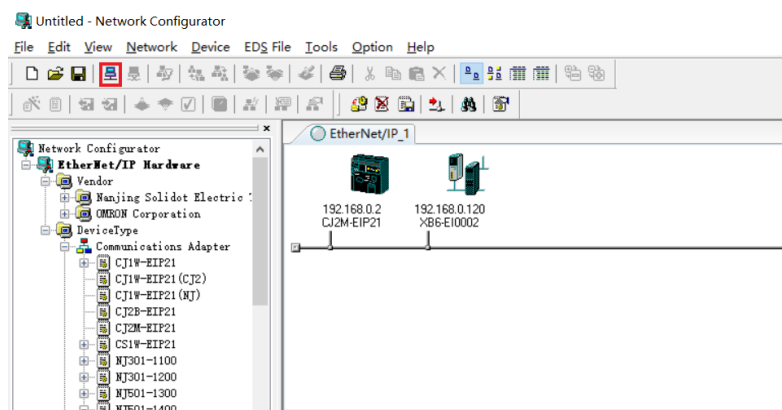 Untitled - Network Configurator
File Edit View Network Device EDS File Tools Option Help
EtherNet/IP_1
Network Configurator
EtherNet/IP Hardware
Vendor
Nanjing Solidot Electric
OMRON Corporation
DeviceType
Communications Adapter
CJ1W-EIP21
CJ1W-EIP21(CJ2)
CJ1W-EIP21(NJ)
CJ2B-EIP21
CJ2M-EIP21
CS1W-EIP21
NJ301-1100
NJ301-1200
NJ501-1300
NJ501-1400
192.168.0.2
CJ2M-EIP21
192.168.0.120
XB6-EI0002